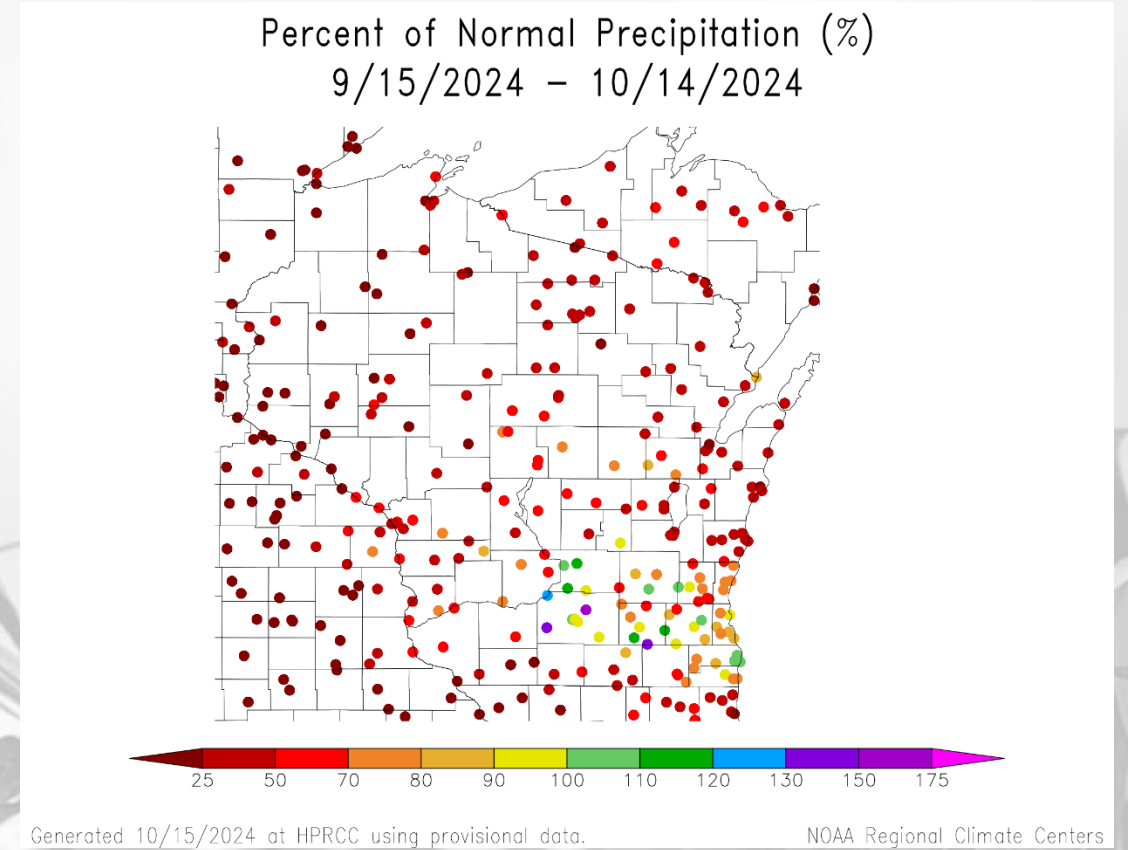 Percent of Normal Precipitation (%)
9/15/2024 – 10/14/2024
25 50 70 80 90 100 110 120 130 150 175
Generated 10/15/2024 at HPRCC using provisional data. NOAA Regional Climate Centers